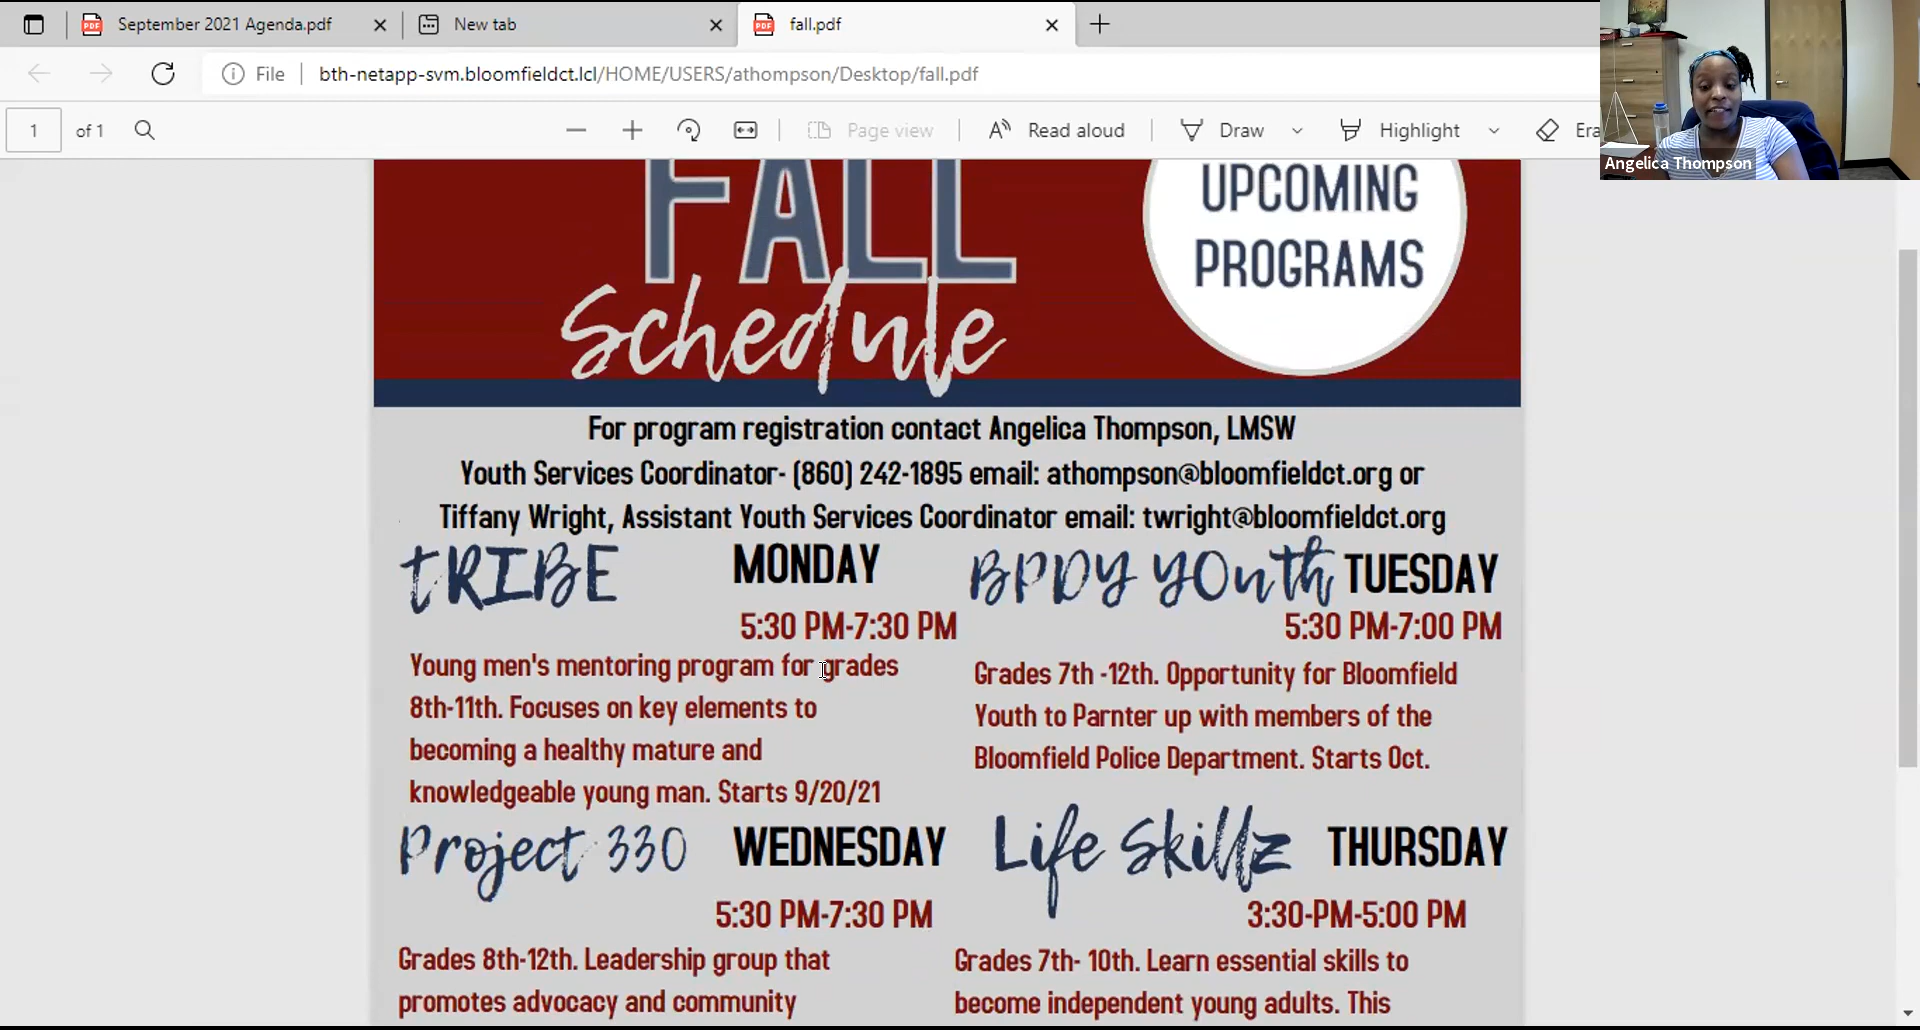 September 2021 Agenda.pdf
New tab
fall.pdf
File
bth-netapp-svm.bloomfieldct.lcl/HOME/USERS/athompson/Desktop/fall.pdf
1 of 1
Page view
Read aloud
Draw
Highlight
Era
Angelica Thompson
FALL
Schedule
UPCOMING
PROGRAMS
For program registration contact Angelica Thompson, LMSW
Youth Services Coordinator- (860) 242-1895 email: athompson@bloomfieldct.org or
Tiffany Wright, Assistant Youth Services Coordinator email: twright@bloomfieldct.org
tRIBE
MONDAY
5:30 PM-7:30 PM
Young men's mentoring program for grades
8th-11th. Focuses on key elements to
becoming a healthy mature and
knowledgeable young man. Starts 9/20/21
BPDY YOuth
TUESDAY
5:30 PM-7:00 PM
Grades 7th -12th. Opportunity for Bloomfield
Youth to Parnter up with members of the
Bloomfield Police Department. Starts Oct.
Project 330
WEDNESDAY
5:30 PM-7:30 PM
Grades 8th-12th. Leadership group that
promotes advocacy and community
Life Skillz
THURSDAY
3:30-PM-5:00 PM
Grades 7th- 10th. Learn essential skills to
become independent young adults. This